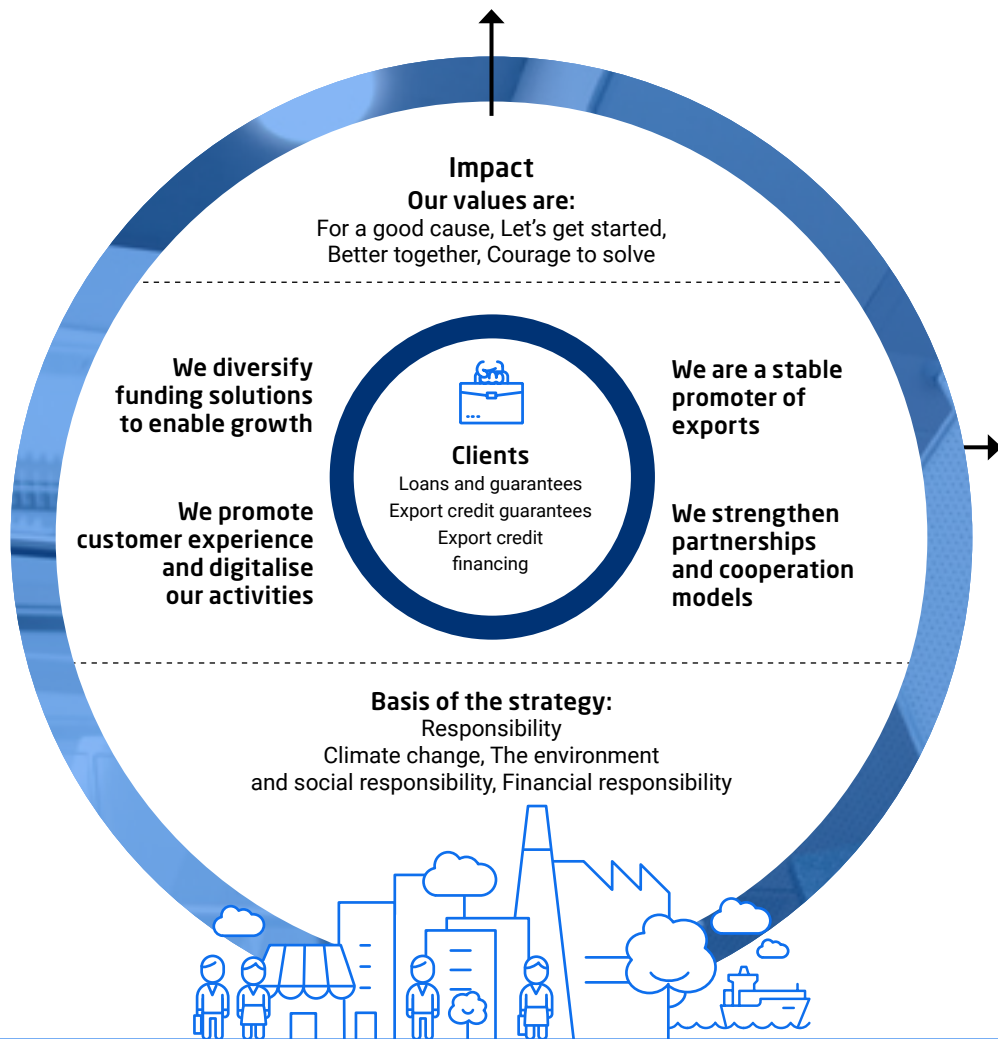 Impact
Our values are:
For a good cause, Let's get started,
Better together, Courage to solve
We diversify
funding solutions
to enable growth
We promote
customer experience
and digitalise
our activities
Clients
Loans and guarantees
Export credit guarantees
Export credit
financing
We are a stable
promoter of
exports
We strengthen
partnerships
and cooperation
models
Basis of the strategy:
Responsibility
Climate change, The environment
and social responsibility, Financial responsibility